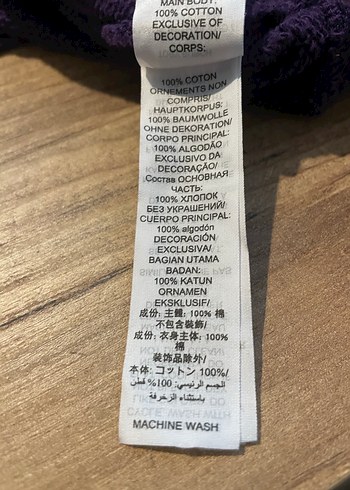 MAIN BODY:
100% COTTON
EXCLUSIVE OF
DECORATION/
CORPS:
100% COTON
ORNEMENTS NON
COMPRIS/
HAUPTKORPUS:
100% BAUMWOLLE
OHNE DEKORATION/
CORPO PRINCIPAL:
100% ALGODÃO
EXCLUSIVO DA
DECORAÇÃO/
Состав ОСНОВНАЯ
ЧАСТЬ:
100% ХЛОПОК
БЕЗ УКРАШЕНИЙ/
CUERPO PRINCIPAL:
100% algodón
DECORACIÓN
EXCLUSIVA/
BAGIAN UTAMA
BADAN:
100% KATUN
ORNAMEN
EKSKLUSIF/
成份: 主體: 100% 棉
不包含裝飾/
成份: 衣身主体: 100%
棉
装饰品除外/
本体: コットン 100%/
الجسم الرئيسي: 100% قطن
باستثناء الزخرفة
MACHINE WASH